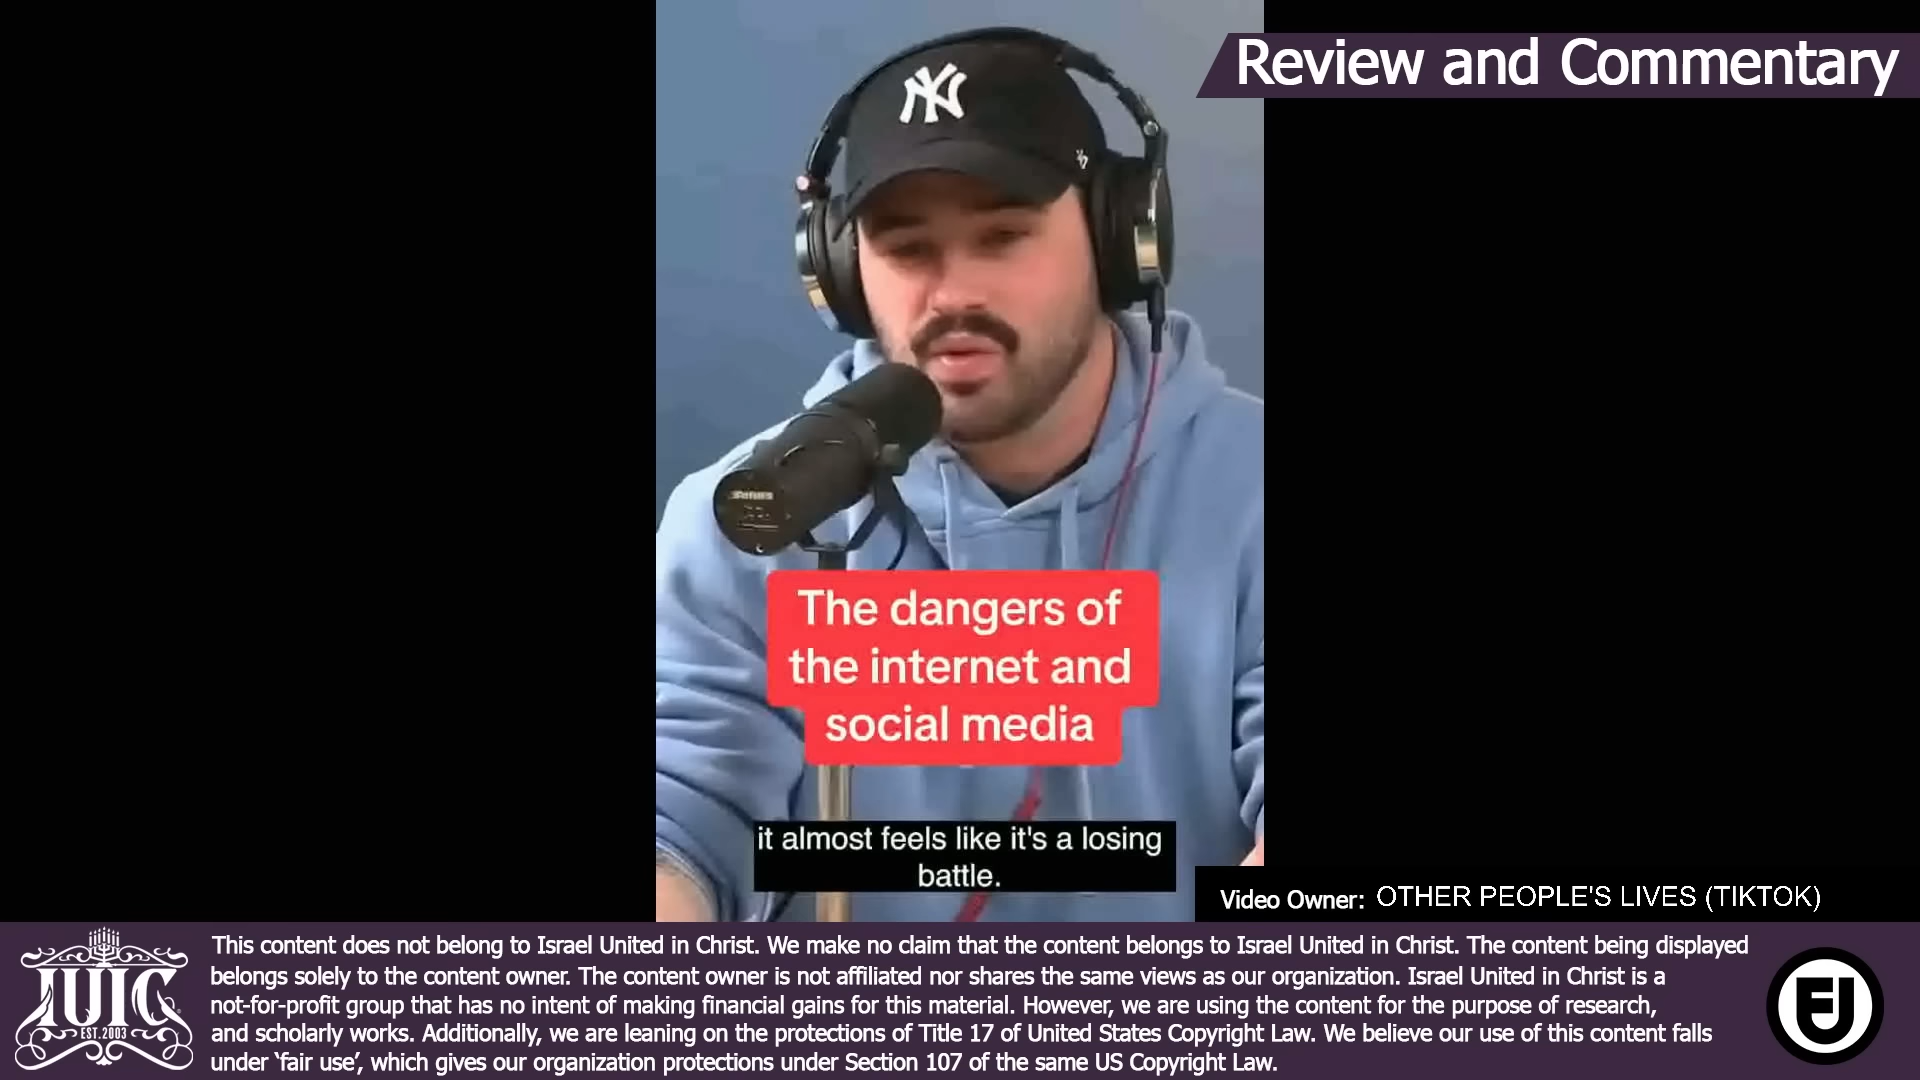 Review and Commentary
NY
The dangers of
the internet and
social media
it almost feels like it's a losing
battle.
Video Owner: OTHER PEOPLE'S LIVES (TIKTOK)
IUIC
EST. 2003
This content does not belong to Israel United in Christ. We make no claim that the content belongs to Israel United in Christ. The content being displayed
belongs solely to the content owner. The content owner is not affiliated nor shares the same views as our organization. Israel United in Christ is a
not-for-profit group that has no intent of making financial gains for this material. However, we are using the content for the purpose of research,
and scholarly works. Additionally, we are leaning on the protections of Title 17 of United States Copyright Law. We believe our use of this content falls
under ‘fair use’, which gives our organization protections under Section 107 of the same US Copyright Law.